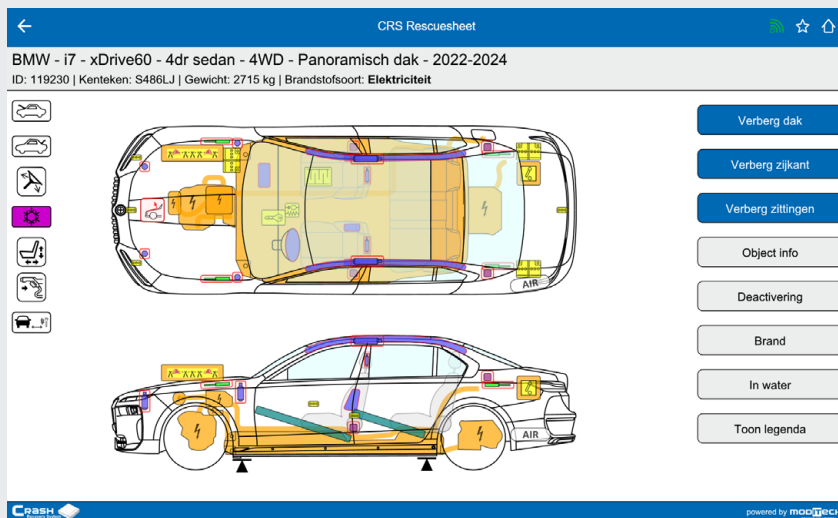 CRS Rescuesheet
BMW - i7 - xDrive60 - 4dr sedan - 4WD - Panoramisch dak - 2022-2024
ID: 119230 | Kenteken: S486LJ | Gewicht: 2715 kg | Brandstofsoort: Elektriciteit
Verberg dak
Verberg zijkant
Verberg zittingen
Object info
Deactivering
Brand
In water
Toon legenda
AIR
AIR
CRASH
Recovery System
powered by MODITECH